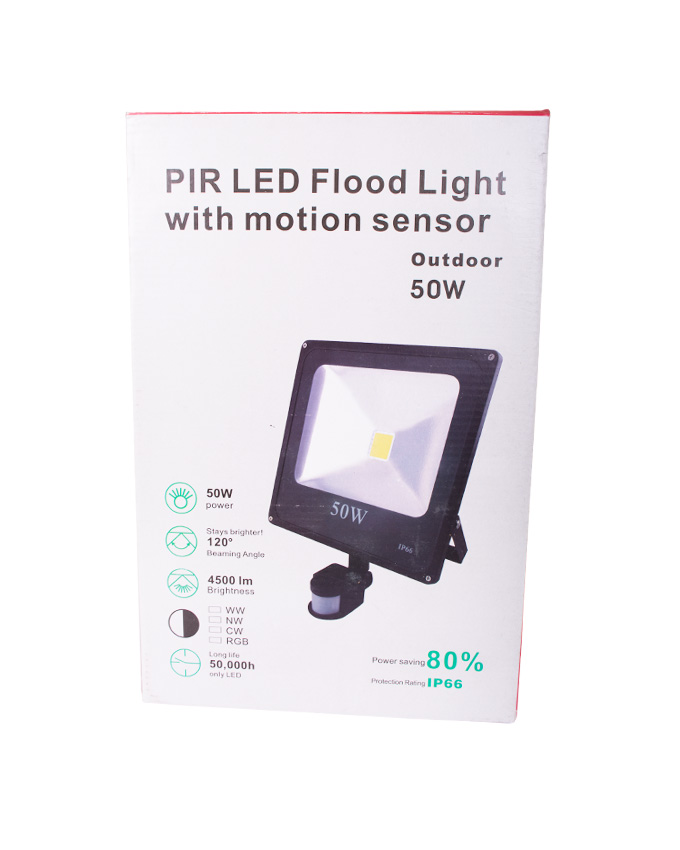 PIR LED Flood Light
with motion sensor
Outdoor
50W
50W
IP66
50W
power
Stays brighter!
120°
Beaming Angle
4500 lm
Brightness
WW
NW
CW
RGB
Long life
50,000h
only LED
Power saving 80%
Protection Rating IP66